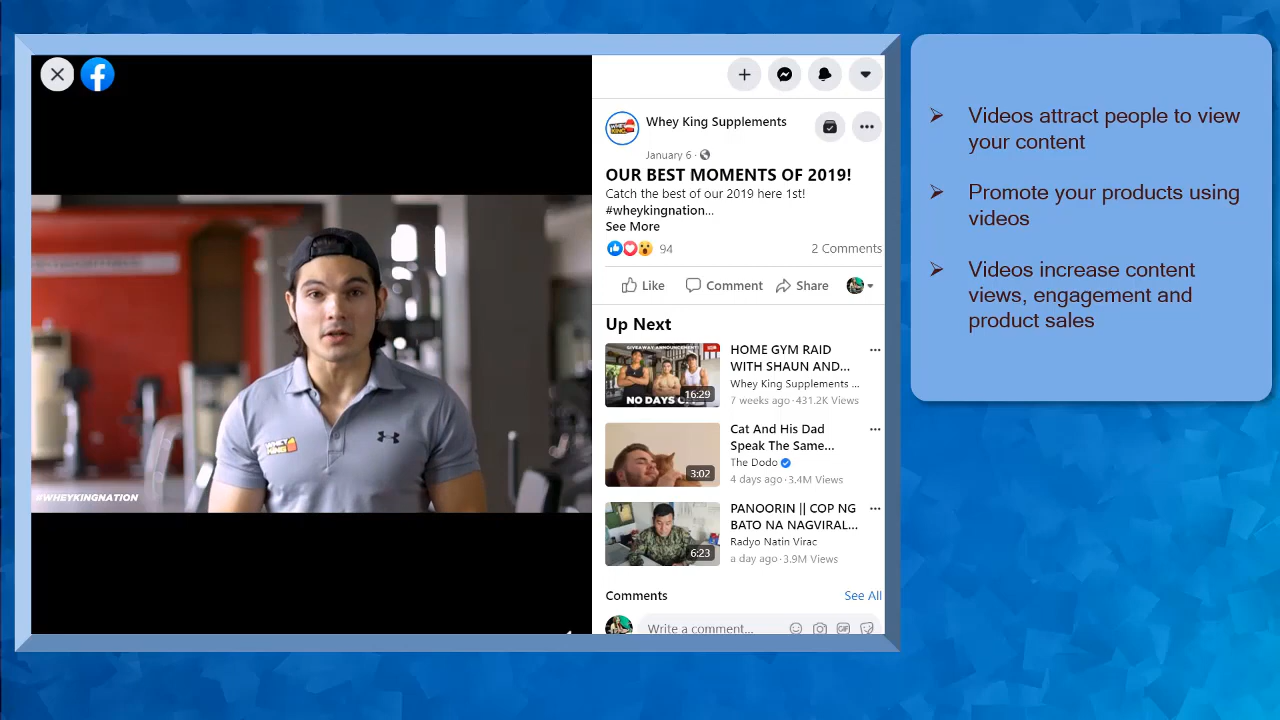 WHEY KING
#WHEYKINGNATION
Whey King Supplements
January 6 ·
OUR BEST MOMENTS OF 2019!
Catch the best of our 2019 here 1st!
#wheykingnation...
See More
94
2 Comments
Like
Comment
Share
Up Next
16:29
HOME GYM RAID
WITH SHAUN AND...
Whey King Supplements ...
7 weeks ago · 431.2K Views
3:02
Cat And His Dad
Speak The Same...
The Dodo
4 days ago · 3.4M Views
6:23
PANOORIN || COP NG
BATO NA NAGVIRAL...
Radyo Natin Virac
a day ago · 3.9M Views
Comments
See All
Write a comment...
GIF
Videos attract people to view
your content
Promote your products using
videos
Videos increase content
views, engagement and
product sales